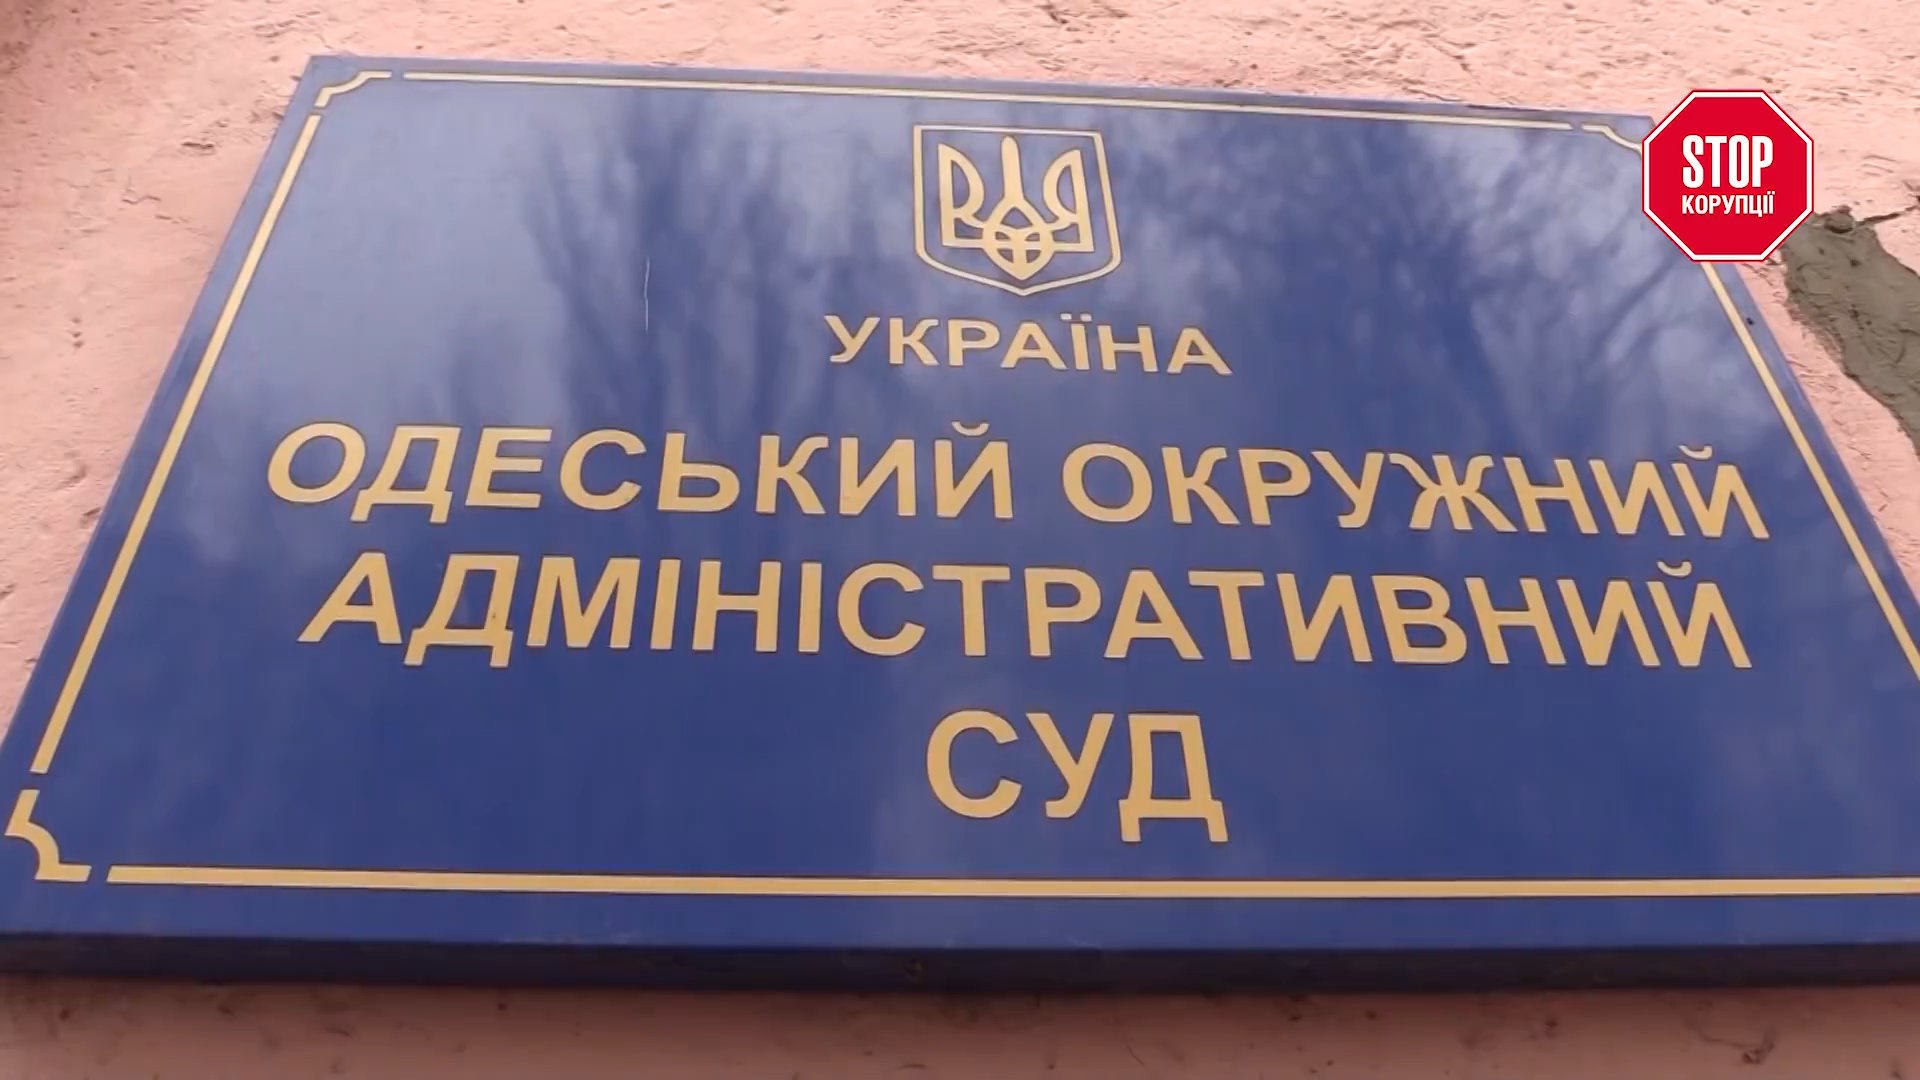 STOP
КОРУПЦІЇ
УКРАЇНА
ОДЕСЬКИЙ ОКРУЖНИЙ
АДМІНІСТРАТИВНИЙ
СУД